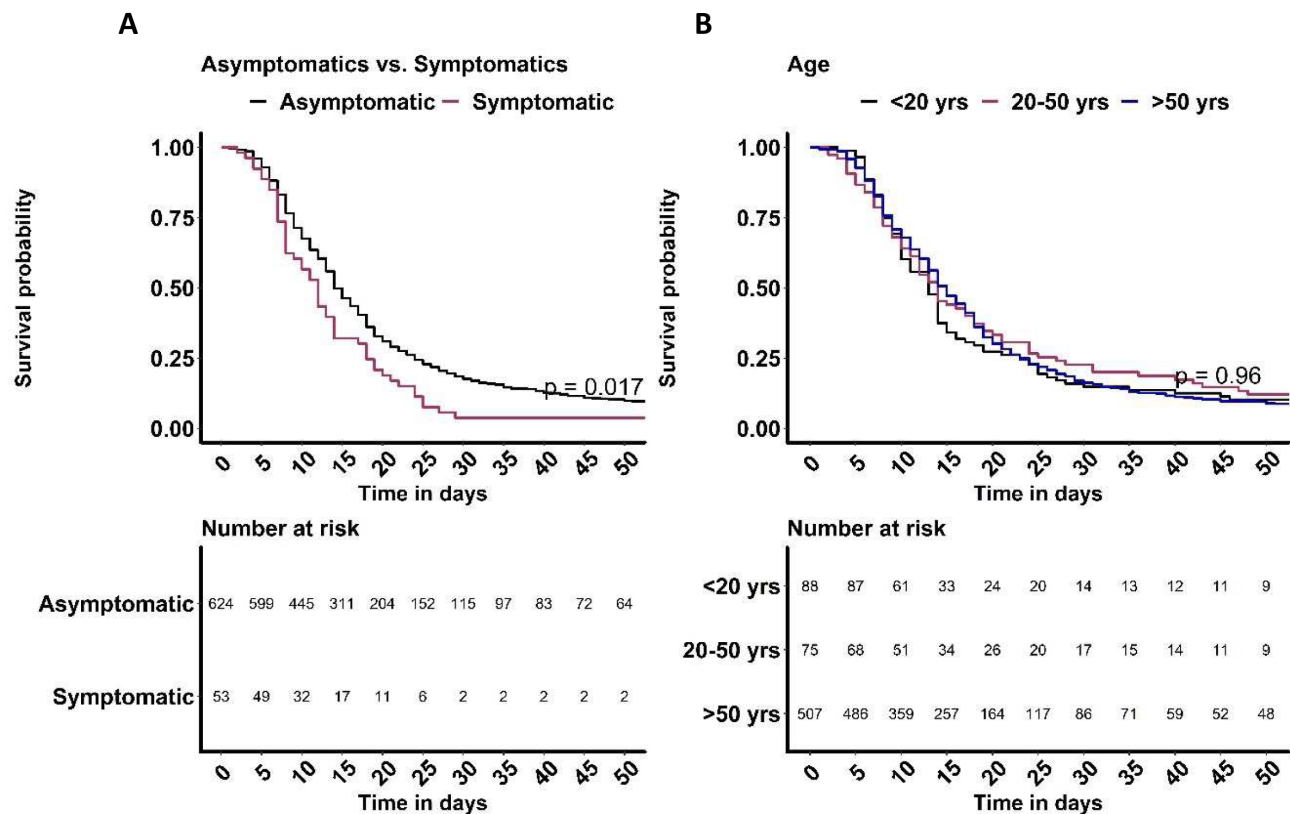 A
Asymptomatics vs. Symptomatics
Asymptomatic Symptomatic
Survival probability
1.00
0.75
0.50
0.25
0.00
p = 0.017
0 5 10 15 20 25 30 35 40 45 50
Time in days
Number at risk
Asymptomatic 624 599 445 311 204 152 115 97 83 72 64
Symptomatic 53 49 32 17 11 6 2 2 2 2 2
0 5 10 15 20 25 30 35 40 45 50
Time in days
B
Age
<20 yrs 20-50 yrs >50 yrs
Survival probability
1.00
0.75
0.50
0.25
0.00
p = 0.96
0 5 10 15 20 25 30 35 40 45 50
Time in days
Number at risk
<20 yrs 88 87 61 33 24 20 14 13 12 11 9
20-50 yrs 75 68 51 34 26 20 17 15 14 11 9
>50 yrs 507 486 359 257 164 117 86 71 59 52 48
0 5 10 15 20 25 30 35 40 45 50
Time in days